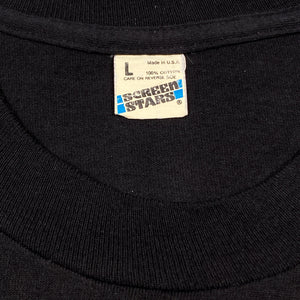 L Made in U.S.A.
100% COTTON
CARE ON REVERSE SIDE
SCREEN
STARS ®